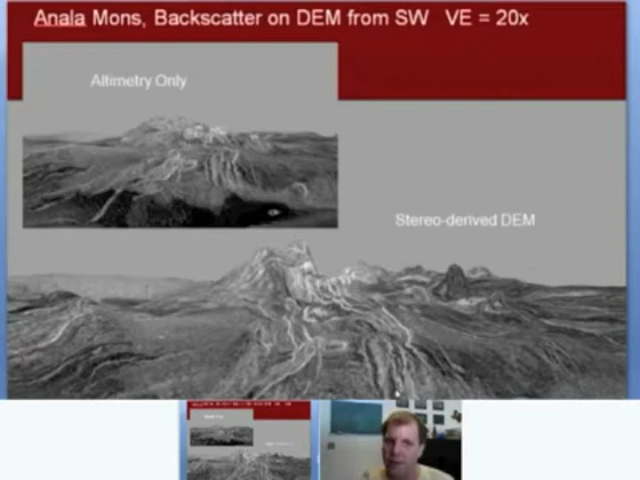 Anala Mons, Backscatter on DEM from SW VE = 20x
Altimetry Only
Stereo-derived DEM